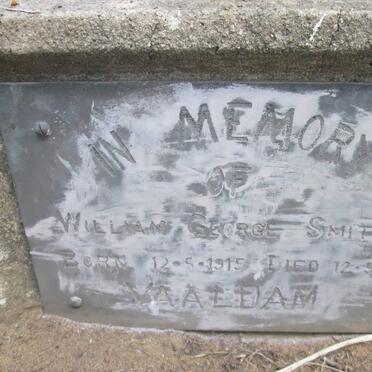 IN MEMORY
OF
WILLIAM GEORGE
BORN 12-5-1915 DIED
VAALDAM